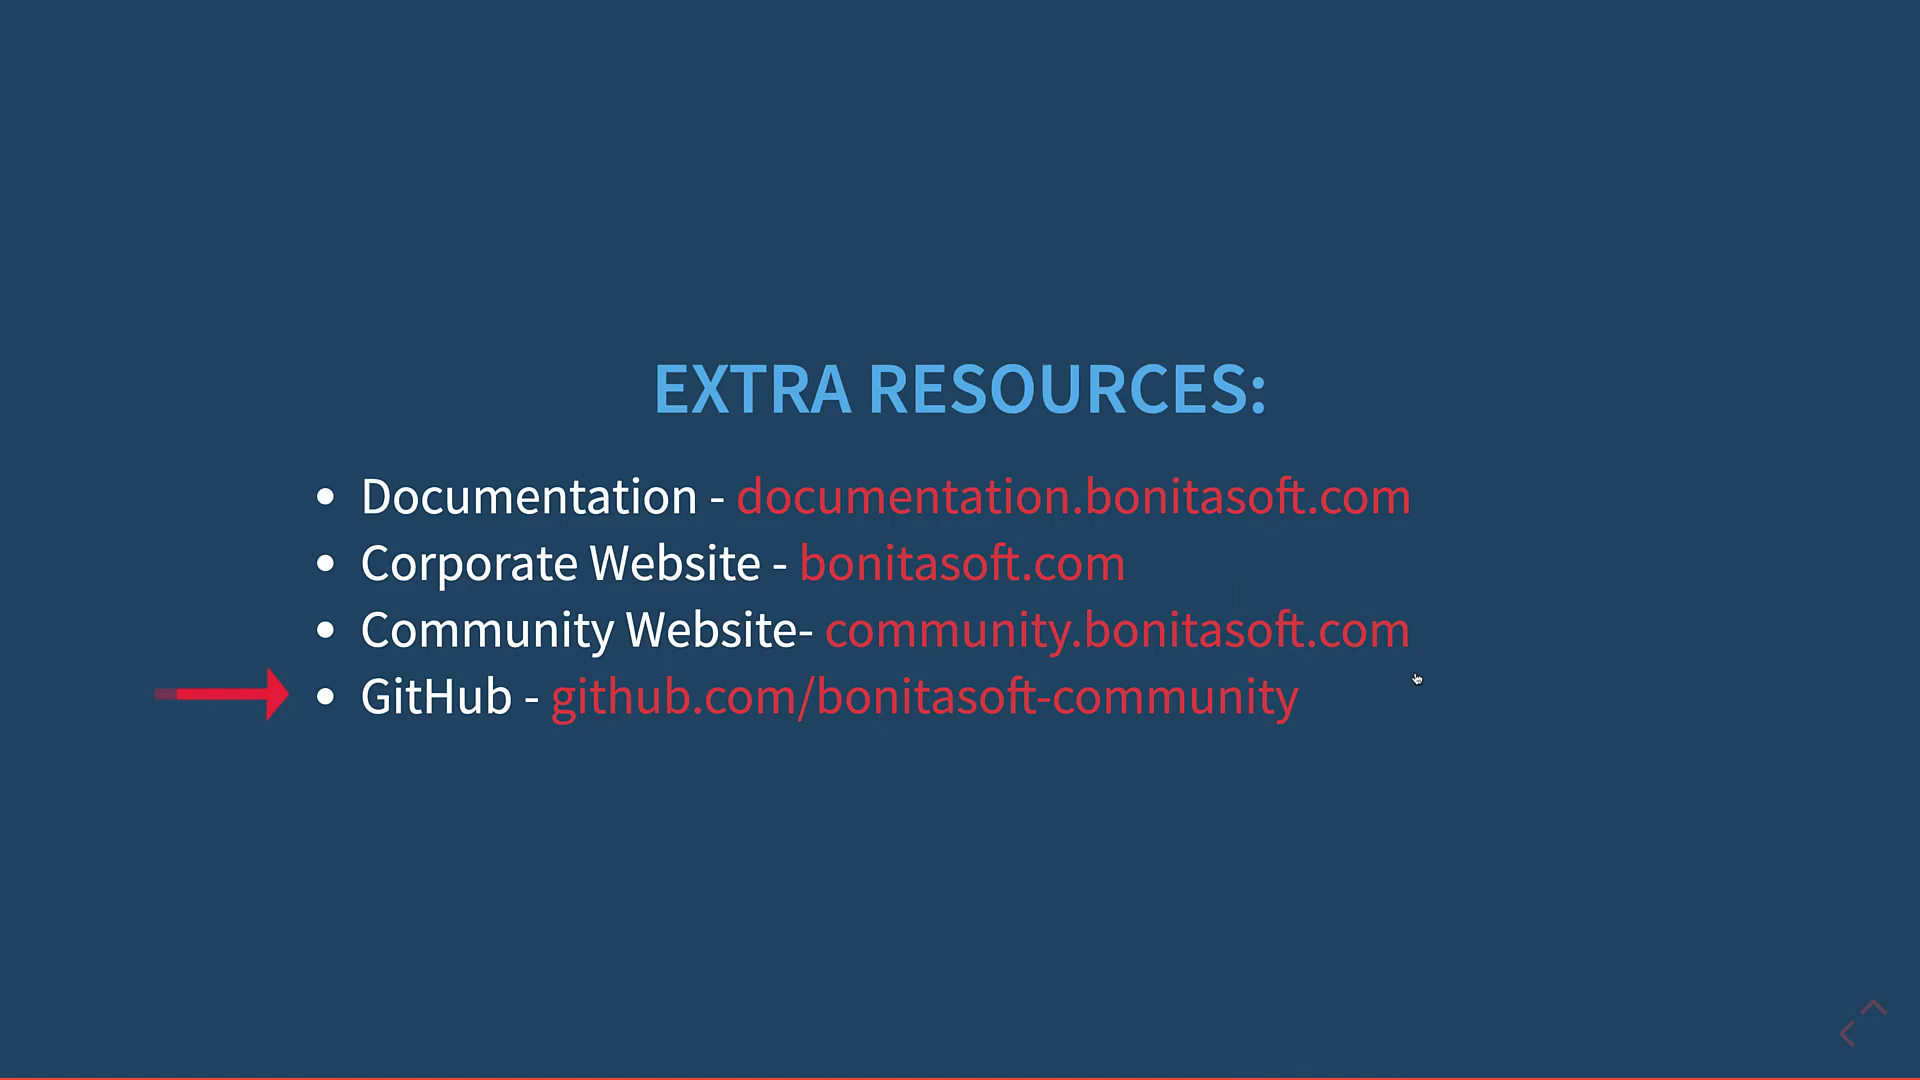 EXTRA RESOURCES:
• Documentation - documentation.bonitasoft.com
• Corporate Website - bonitasoft.com
• Community Website- community.bonitasoft.com
• GitHub - github.com/bonitasoft-community